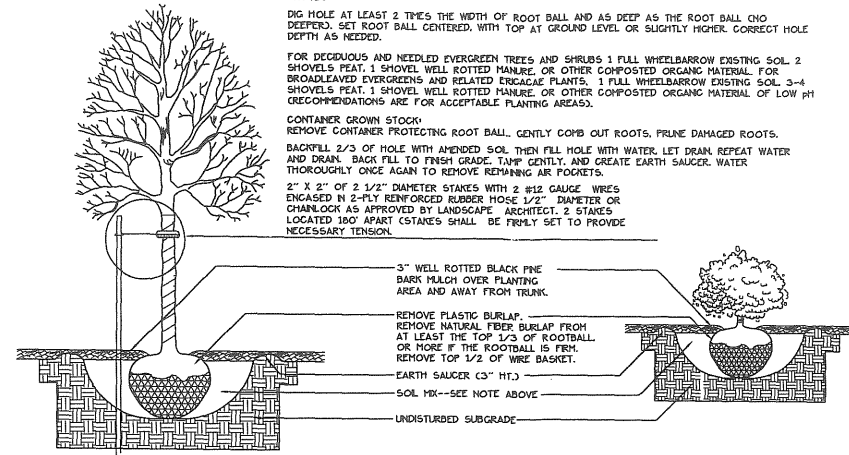 DIG HOLE AT LEAST 2 TIMES THE WIDTH OF ROOT BALL AND AS DEEP AS THE ROOT BALL (NO
DEEPER). SET ROOT BALL CENTERED, WITH TOP AT GROUND LEVEL OR SLIGHTLY HIGHER. CORRECT HOLE
DEPTH AS NEEDED.
FOR DECIDUOUS AND NEEDLED EVERGREEN TREES AND SHRUBS 1 FULL WHEELBARROW EXISTING SOIL, 2
SHOVELS PEAT, 1 SHOVEL WELL ROTTED MANURE, OR OTHER COMPOSTED ORGANIC MATERIAL. FOR
BROADLEAVED EVERGREENS AND RELATED ERICACAE PLANTS, 1 FULL WHEELBARROW EXISTING SOIL, 3-4
SHOVELS PEAT, 1 SHOVEL WELL ROTTED MANURE, OR OTHER COMPOSTED ORGANIC MATERIAL OF LOW pH
(RECOMMENDATIONS ARE FOR ACCEPTABLE PLANTING AREAS).
CONTAINER GROWN STOCK:
REMOVE CONTAINER PROTECTING ROOT BALL. GENTLY COMB OUT ROOTS, PRUNE DAMAGED ROOTS.
BACKFILL 2/3 OF HOLE WITH AMENDED SOIL THEN FILL HOLE WITH WATER, LET DRAIN, REPEAT WATER
AND DRAIN. BACK FILL TO FINISH GRADE, TAMP GENTLY, AND CREATE EARTH SAUCER. WATER
THOROUGHLY ONCE AGAIN TO REMOVE REMAINING AIR POCKETS.
2" X 2" OF 2 1/2" DIAMETER STAKES WITH 2 #12 GAUGE WIRES
ENCASED IN 2-PLY REINFORCED RUBBER HOSE 1/2" DIAMETER OR
CHAINLOCK AS APPROVED BY LANDSCAPE ARCHITECT. 2 STAKES
LOCATED 180° APART (STAKES SHALL BE FIRMLY SET TO PROVIDE
NECESSARY TENSION.
3" WELL ROTTED BLACK PINE
BARK MULCH OVER PLANTING
AREA AND AWAY FROM TRUNK.
REMOVE PLASTIC BURLAP.
REMOVE NATURAL FIBER BURLAP FROM
AT LEAST THE TOP 1/3 OF ROOTBALL
OR MORE IF THE ROOTBALL IS FIRM.
REMOVE TOP 1/2 OF WIRE BASKET.
EARTH SAUCER (3" HT.)
SOIL MIX--SEE NOTE ABOVE
UNDISTURBED SUBGRADE